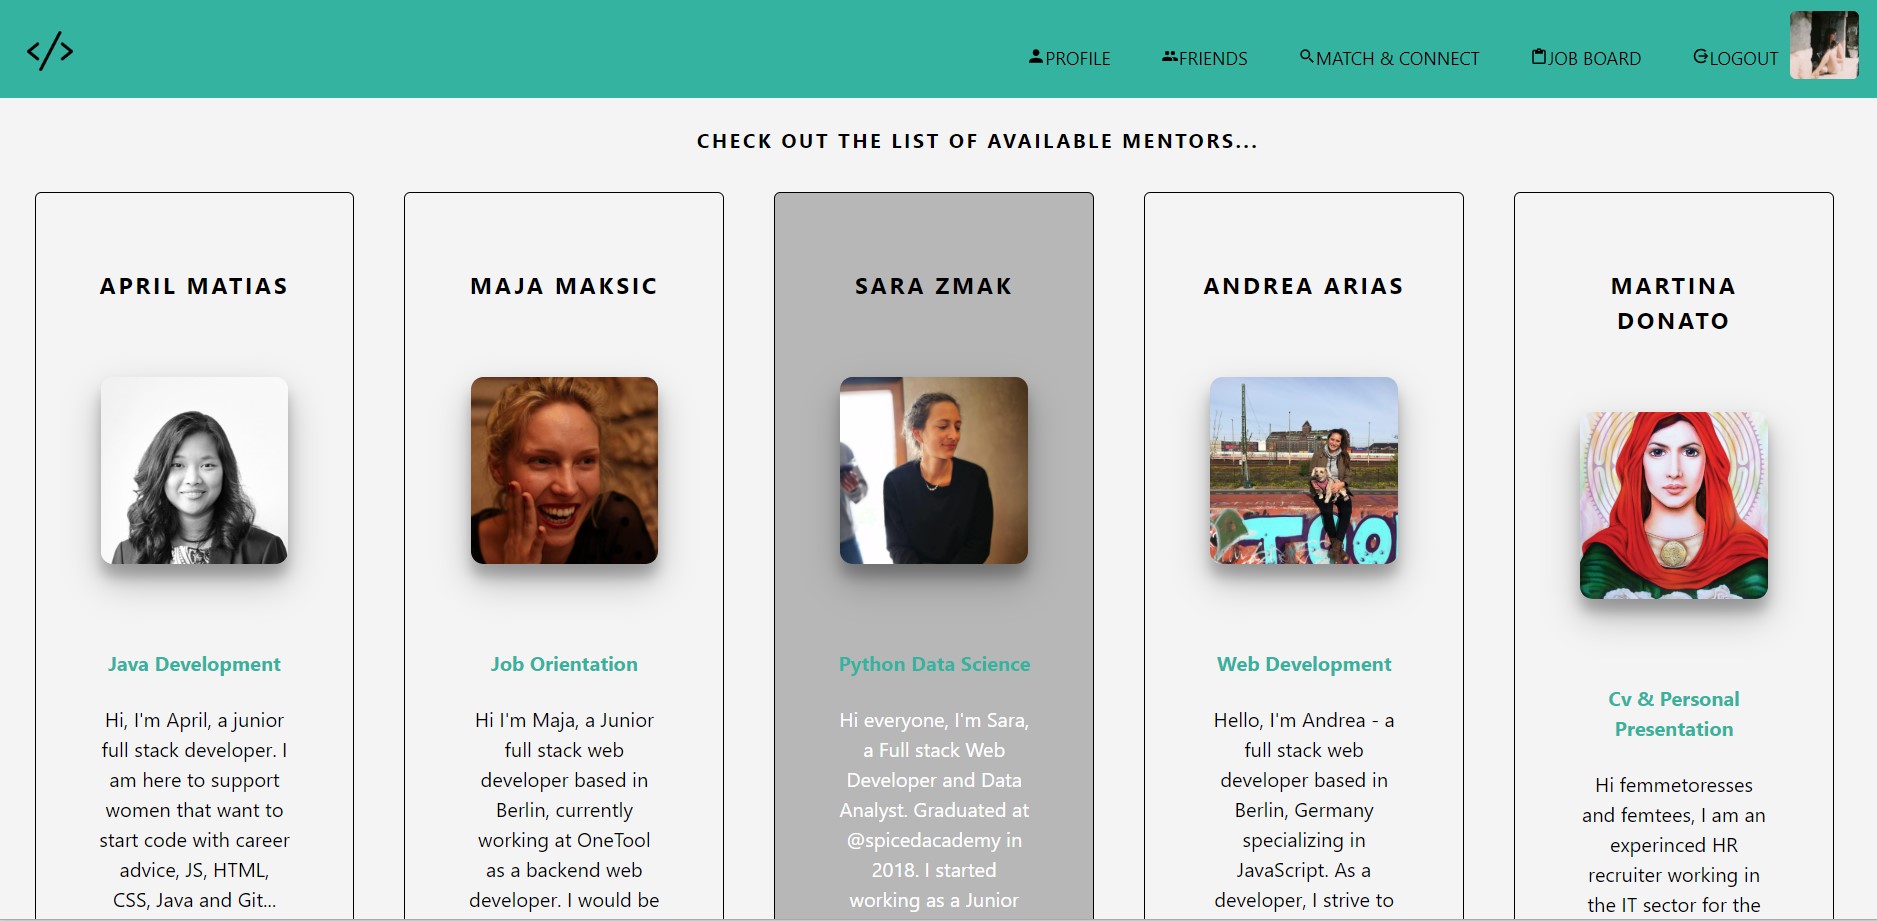 </>
PROFILE
FRIENDS
MATCH & CONNECT
JOB BOARD
LOGOUT
CHECK OUT THE LIST OF AVAILABLE MENTORS...
APRIL MATIAS
Java Development
Hi, I'm April, a junior
full stack developer. I
am here to support
women that want to
start code with career
advice, JS, HTML,
CSS, Java and Git...
MAJA MAKSIC
Job Orientation
Hi I'm Maja, a Junior
full stack web
developer based in
Berlin, currently
working at OneTool
as a backend web
developer. I would be
SARA ZMAK
Python Data Science
Hi everyone, I'm Sara,
a Full stack Web
Developer and Data
Analyst. Graduated at
@spicedacademy in
2018. I started
working as a Junior
ANDREA ARIAS
TOO
Web Development
Hello, I'm Andrea - a
full stack web
developer based in
Berlin, Germany
specializing in
JavaScript. As a
developer, I strive to
MARTINA
DONATO
Cv & Personal
Presentation
Hi femmetoresses
and femtees, I am an
experinced HR
recruiter working in
the IT sector for the